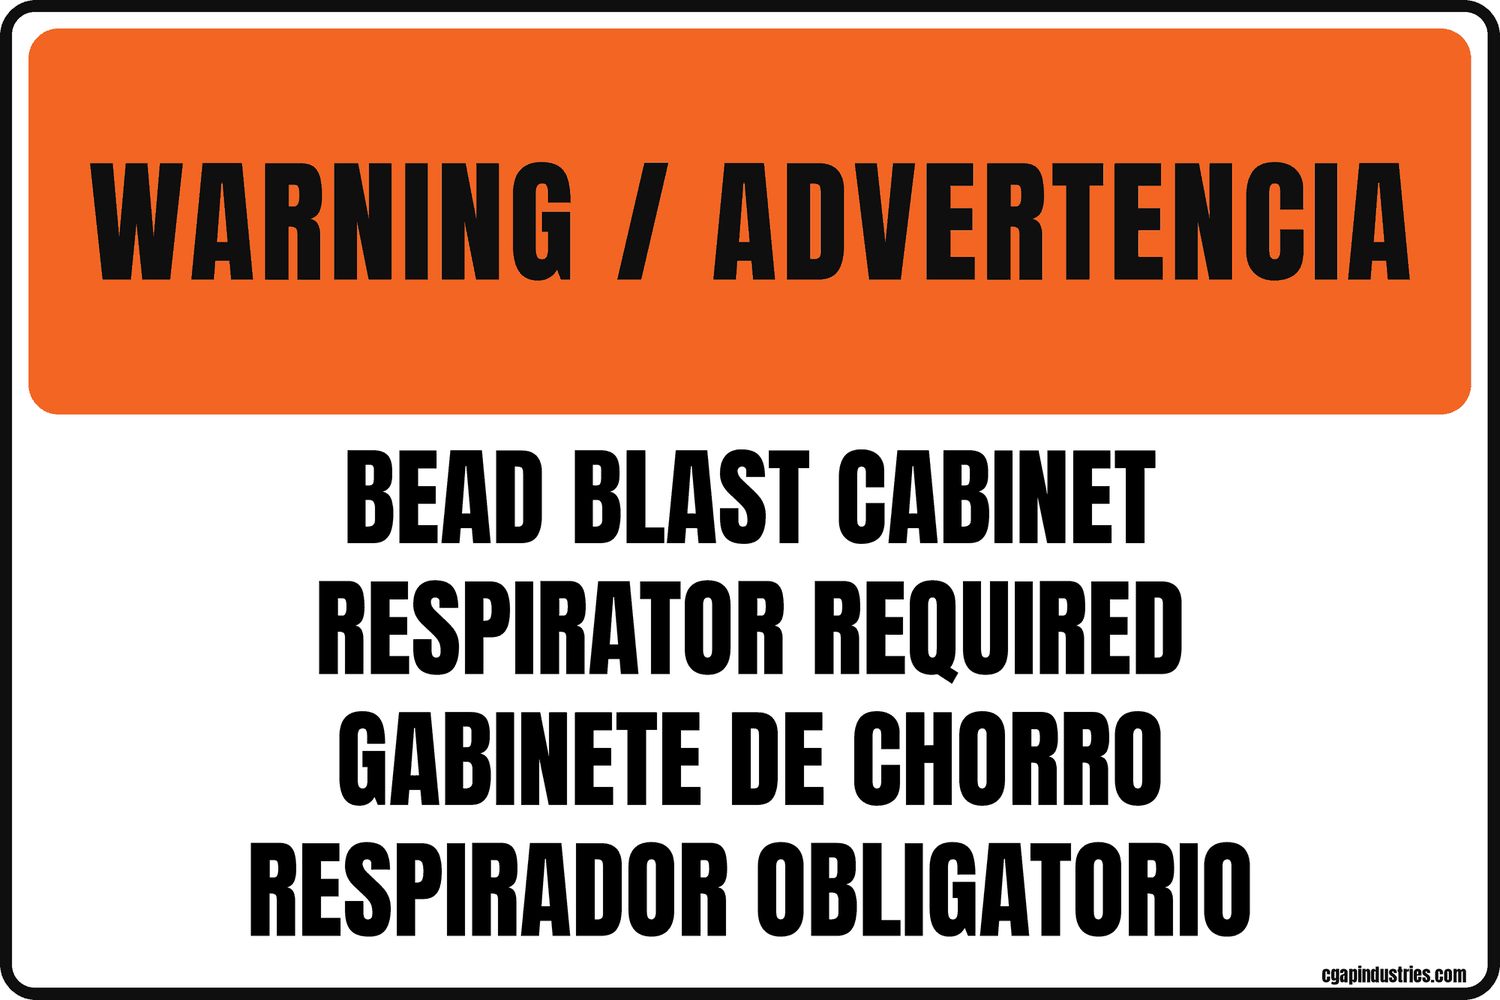 WARNING / ADVERTENCIA
BEAD BLAST CABINET
RESPIRATOR REQUIRED
GABINETE DE CHORRO
RESPIRADOR OBLIGATORIO
cgapindustries.com